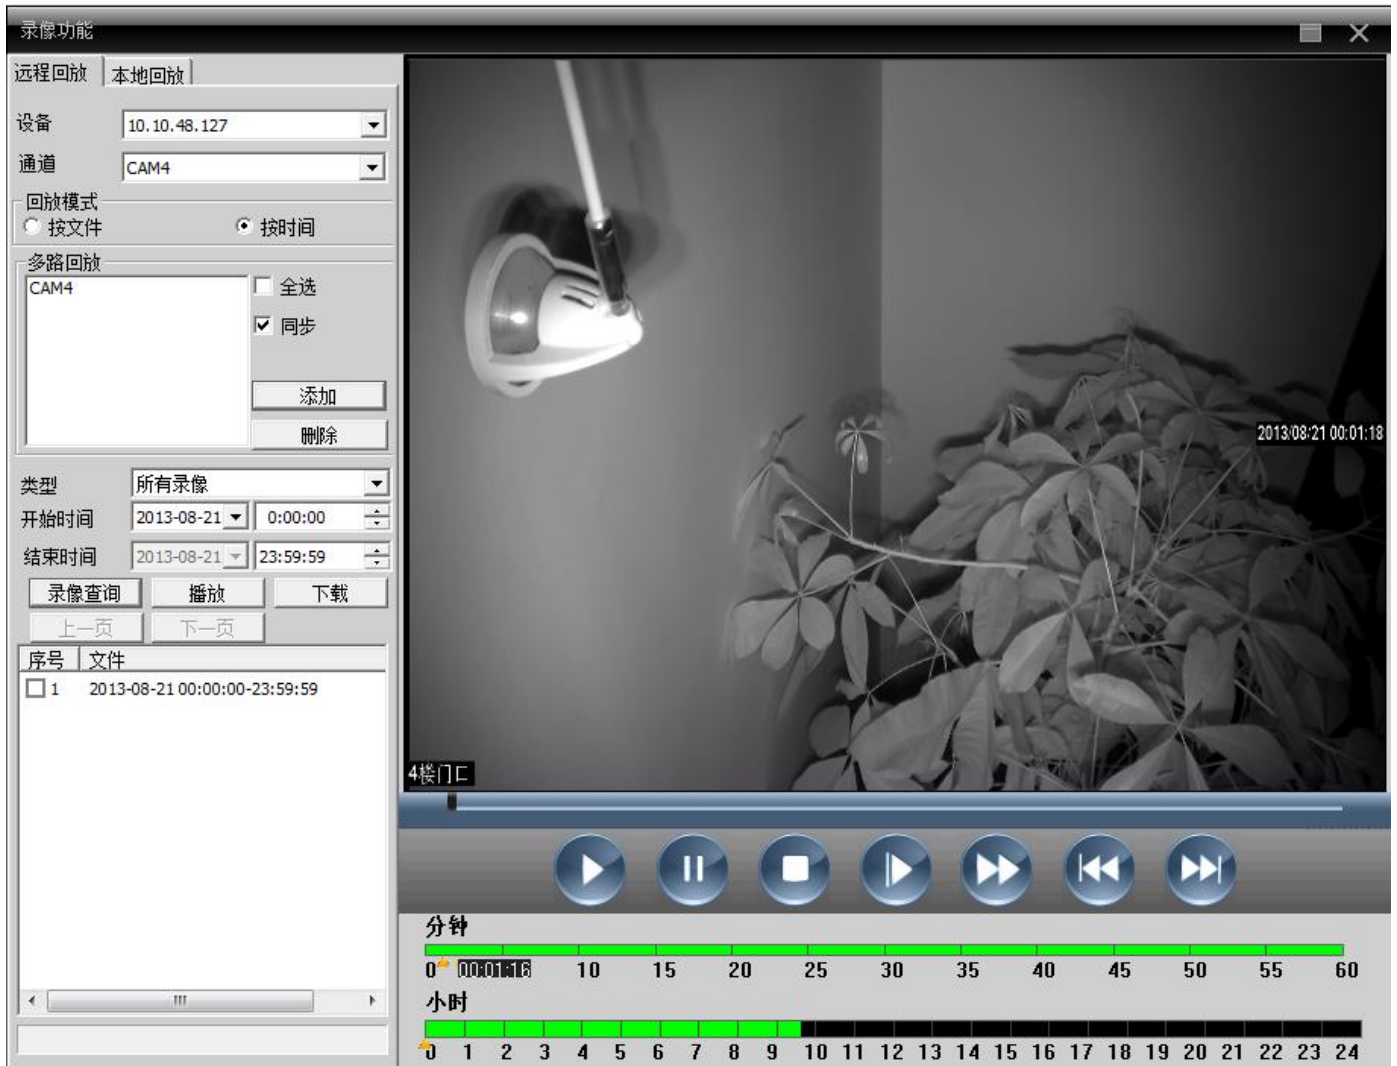 录像功能
远程回放 本地回放
设备 10.10.48.127
通道 CAM4
回放模式
按文件 按时间
多路回放
CAM4 全选
同步
添加
删除
类型 所有录像
开始时间 2013-08-21 0:00:00
结束时间 2013-08-21 23:59:59
录像查询 播放 下载
上一页 下一页
序号 文件
1 2013-08-21 00:00:00-23:59:59
2013/08/21 00:01:18
4楼门口
分钟
0 00:01:16 10 15 20 25 30 35 40 45 50 55 60
小时
0 1 2 3 4 5 6 7 8 9 10 11 12 13 14 15 16 17 18 19 20 21 22 23 24